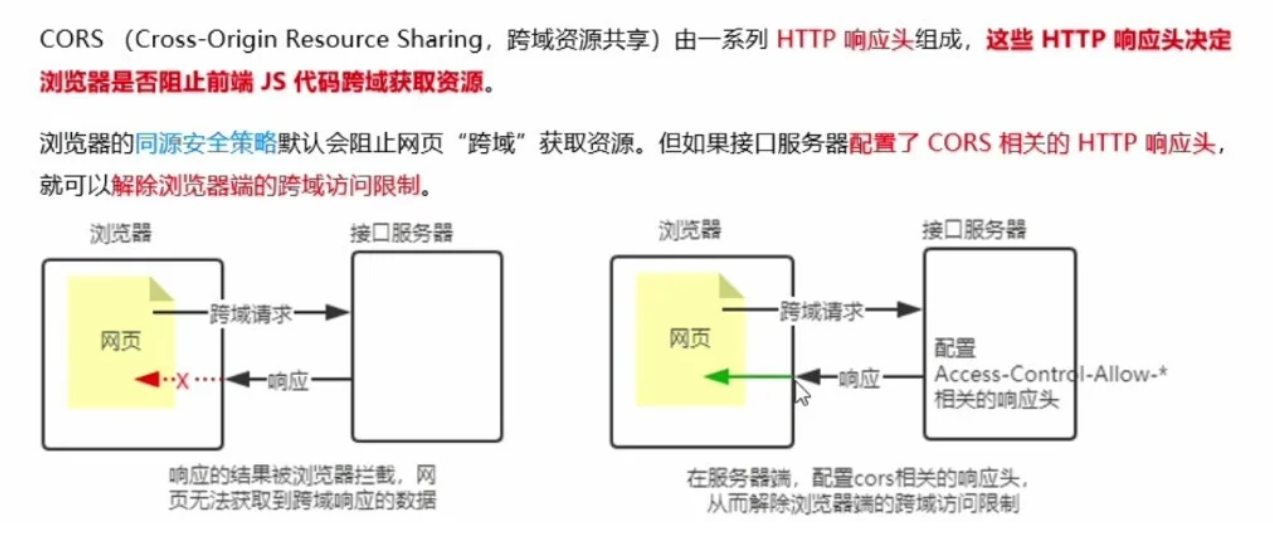 CORS （Cross-Origin Resource Sharing，跨域资源共享）由一系列 HTTP 响应头组成，这些 HTTP 响应头决定
浏览器是否阻止前端 JS 代码跨域获取资源。
浏览器的同源安全策略默认会阻止网页“跨域”获取资源。但如果接口服务器配置了 CORS 相关的 HTTP 响应头，
就可以解除浏览器端的跨域访问限制。
浏览器
接口服务器
网页
跨域请求
X
响应
响应的结果被浏览器拦截，网
页无法获取到跨域响应的数据
浏览器
接口服务器
网页
跨域请求
响应
配置
Access-Control-Allow-*
相关的响应头
在服务器端，配置cors相关的响应头，
从而解除浏览器端的跨域访问限制